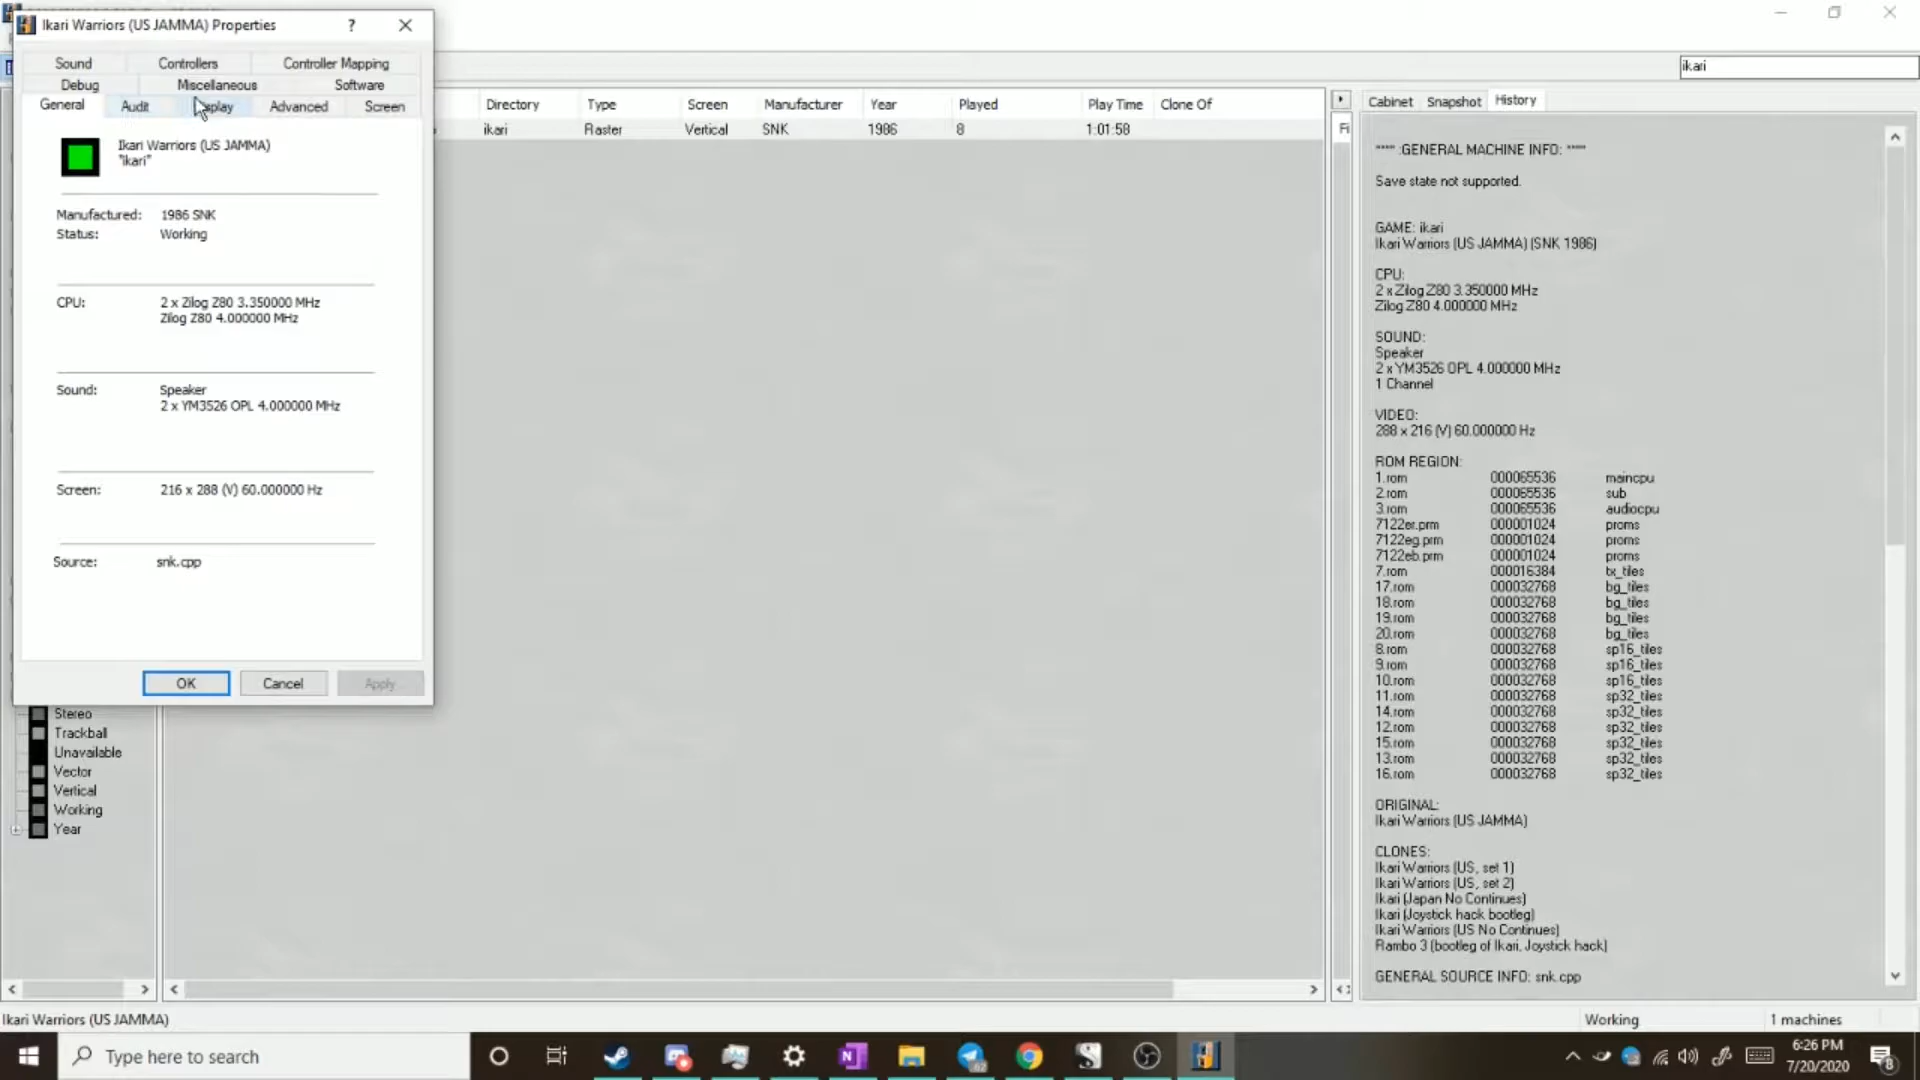 Ikari Warriors (US JAMMA) Properties
?
Sound Controllers Controller Mapping
Debug Miscellaneous Software
General Audit Display Advanced Screen
Ikari Warriors (US JAMMA)
"ikari"
Manufactured: 1986 SNK
Status: Working
CPU: 2 x Zilog Z80 3.350000 MHz
Zilog Z80 4.000000 MHz
Sound: Speaker
2 x YM3526 OPL 4.000000 MHz
Screen: 216 x 288 (V) 60.000000 Hz
Source: snk.cpp
OK Cancel Apply
Stereo
Trackball
Unavailable
Vector
Vertical
Working
Year
Directory Type Screen Manufacturer Year Played Play Time Clone Of
ikari Raster Vertical SNK 1986 8 1:01:58
Fi
ikari
Cabinet Snapshot History
**** :GENERAL MACHINE INFO: ****
Save state not supported.
GAME: ikari
Ikari Warriors (US JAMMA) (SNK 1986)
CPU:
2 x Zilog Z80 3.350000 MHz
Zilog Z80 4.000000 MHz
SOUND:
Speaker
2 x YM3526 OPL 4.000000 MHz
1 Channel
VIDEO:
288 x 216 (V) 60.000000 Hz
ROM REGION:
1.rom 000065536 maincpu
2.rom 000065536 sub
3.rom 000065536 audiocpu
7122er.prm 000001024 proms
7122eg.prm 000001024 proms
7122eb.prm 000001024 proms
7.rom 000016384 tx_tiles
17.rom 000032768 bg_tiles
18.rom 000032768 bg_tiles
19.rom 000032768 bg_tiles
20.rom 000032768 bg_tiles
8.rom 000032768 sp16_tiles
9.rom 000032768 sp16_tiles
10.rom 000032768 sp16_tiles
11.rom 000032768 sp32_tiles
14.rom 000032768 sp32_tiles
12.rom 000032768 sp32_tiles
15.rom 000032768 sp32_tiles
13.rom 000032768 sp32_tiles
16.rom 000032768 sp32_tiles
ORIGINAL:
Ikari Warriors (US JAMMA)
CLONES:
Ikari Warriors (US, set 1)
Ikari Warriors (US, set 2)
Ikari (Japan No Continues)
Ikari (Joystick hack bootleg)
Ikari Warriors (US No Continues)
Rambo 3 (bootleg of Ikari, Joystick hack)
GENERAL SOURCE INFO: snk.cpp
Ikari Warriors (US JAMMA) Working 1 machines
Type here to search
62
6:26 PM
7/20/2020
8